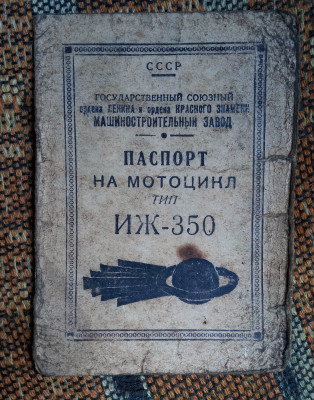 СССР
ГОСУДАРСТВЕННЫЙ СОЮЗНЫЙ
ордена ЛЕНИНА и ордена КРАСНОГО ЗНАМЕНИ
МАШИНОСТРОИТЕЛЬНЫЙ ЗАВОД
ПАСПОРТ
НА МОТОЦИКЛ
ТИП
ИЖ-350